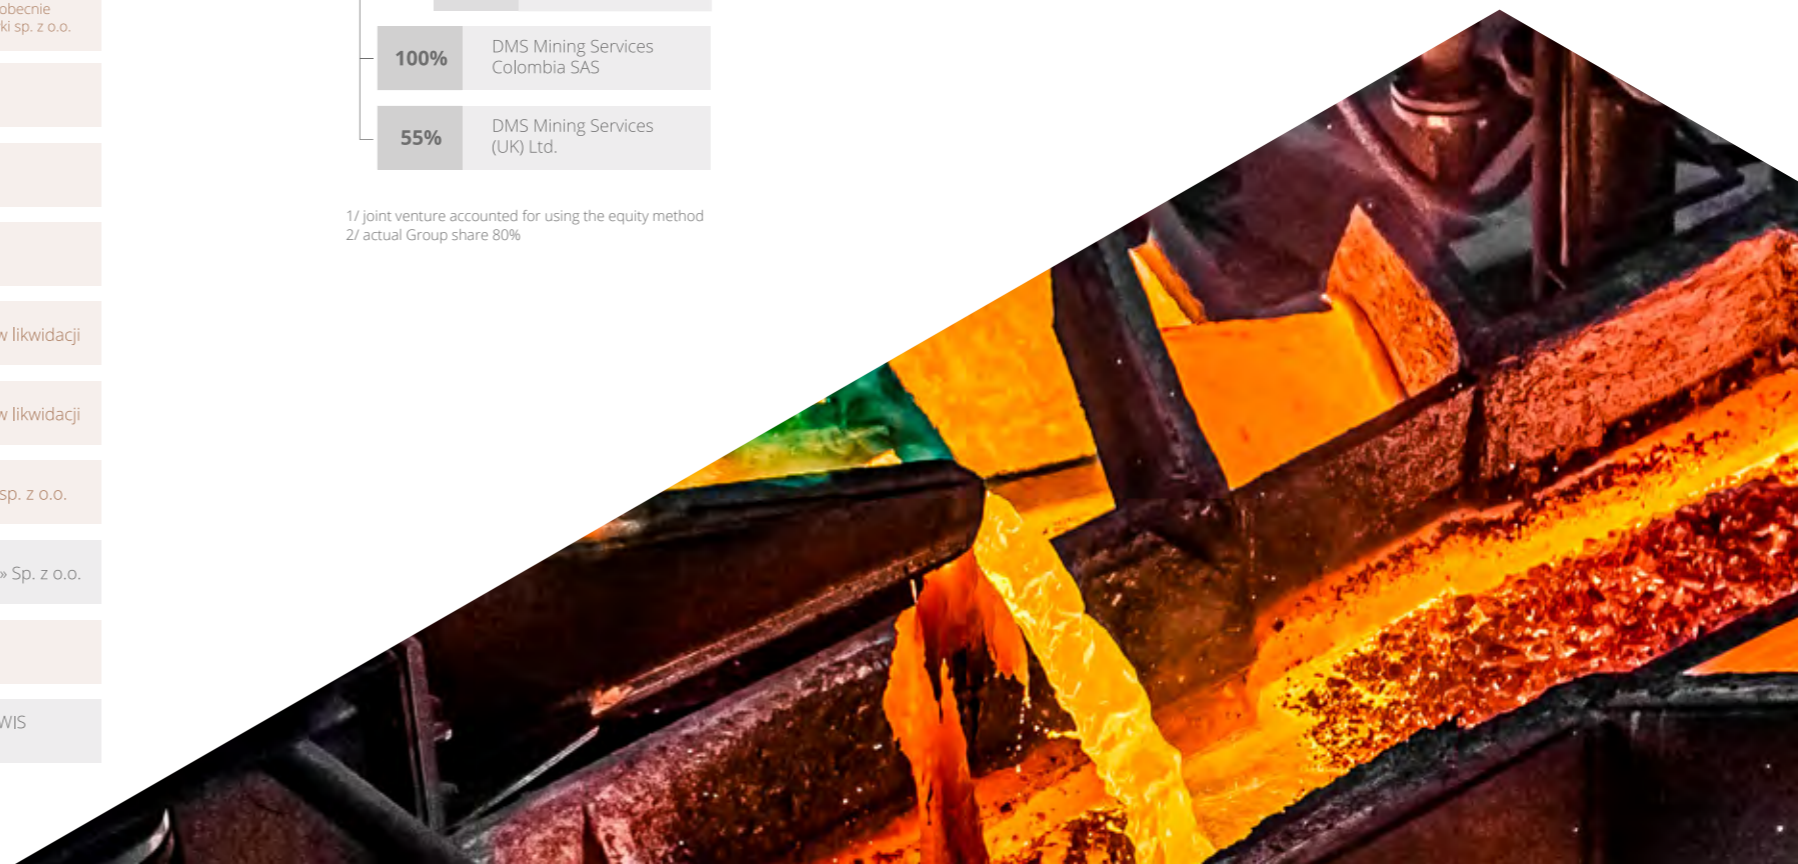 obecnie
ki sp. z o.o.
w likwidacji
w likwidacji
sp. z o.o.
» Sp. z o.o.
WIS
100%
DMS Mining Services
Colombia SAS
55%
DMS Mining Services
(UK) Ltd.
1/ joint venture accounted for using the equity method
2/ actual Group share 80%